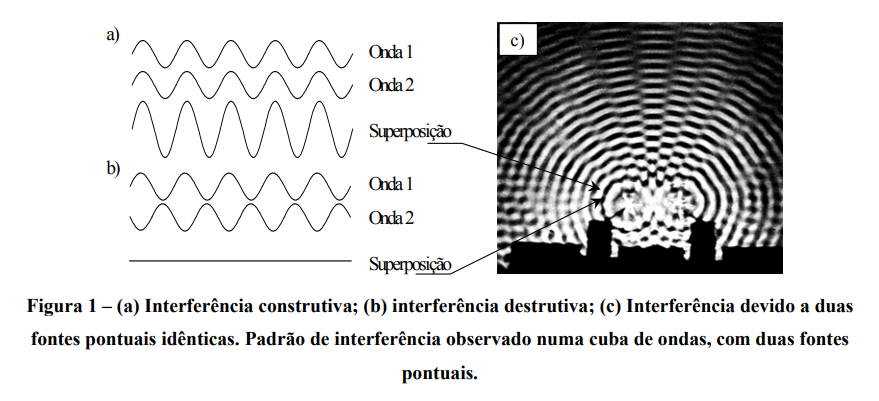 a)
Onda 1
Onda 2
Superposição
b)
Onda 1
Onda 2
Superposição
c)
Figura 1 – (a) Interferência construtiva; (b) interferência destrutiva; (c) Interferência devido a duas
fontes pontuais idênticas. Padrão de interferência observado numa cuba de ondas, com duas fontes
pontuais.